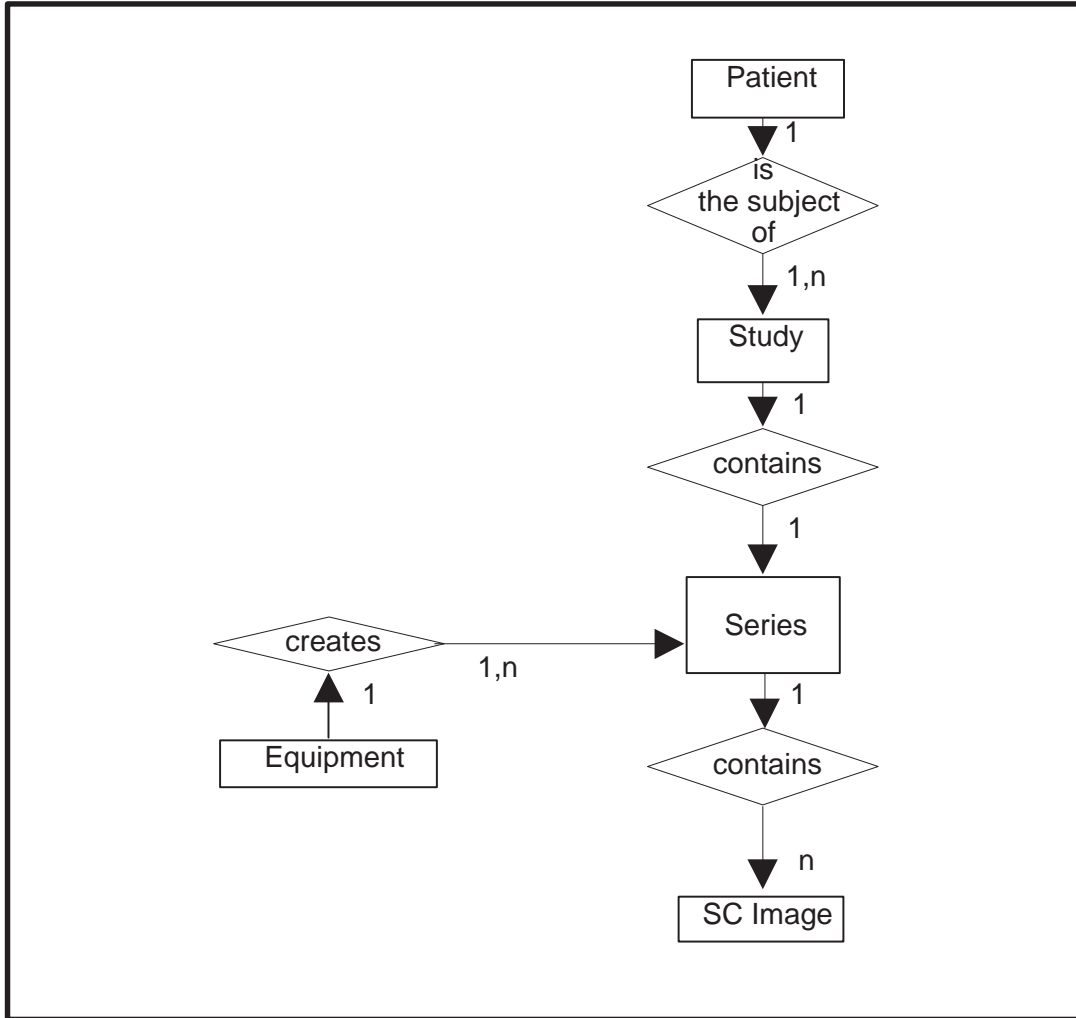 Patient
1
is
the subject
of
1,n
Study
1
contains
1
Series
creates
1,n
1
1
Equipment
contains
n
SC Image